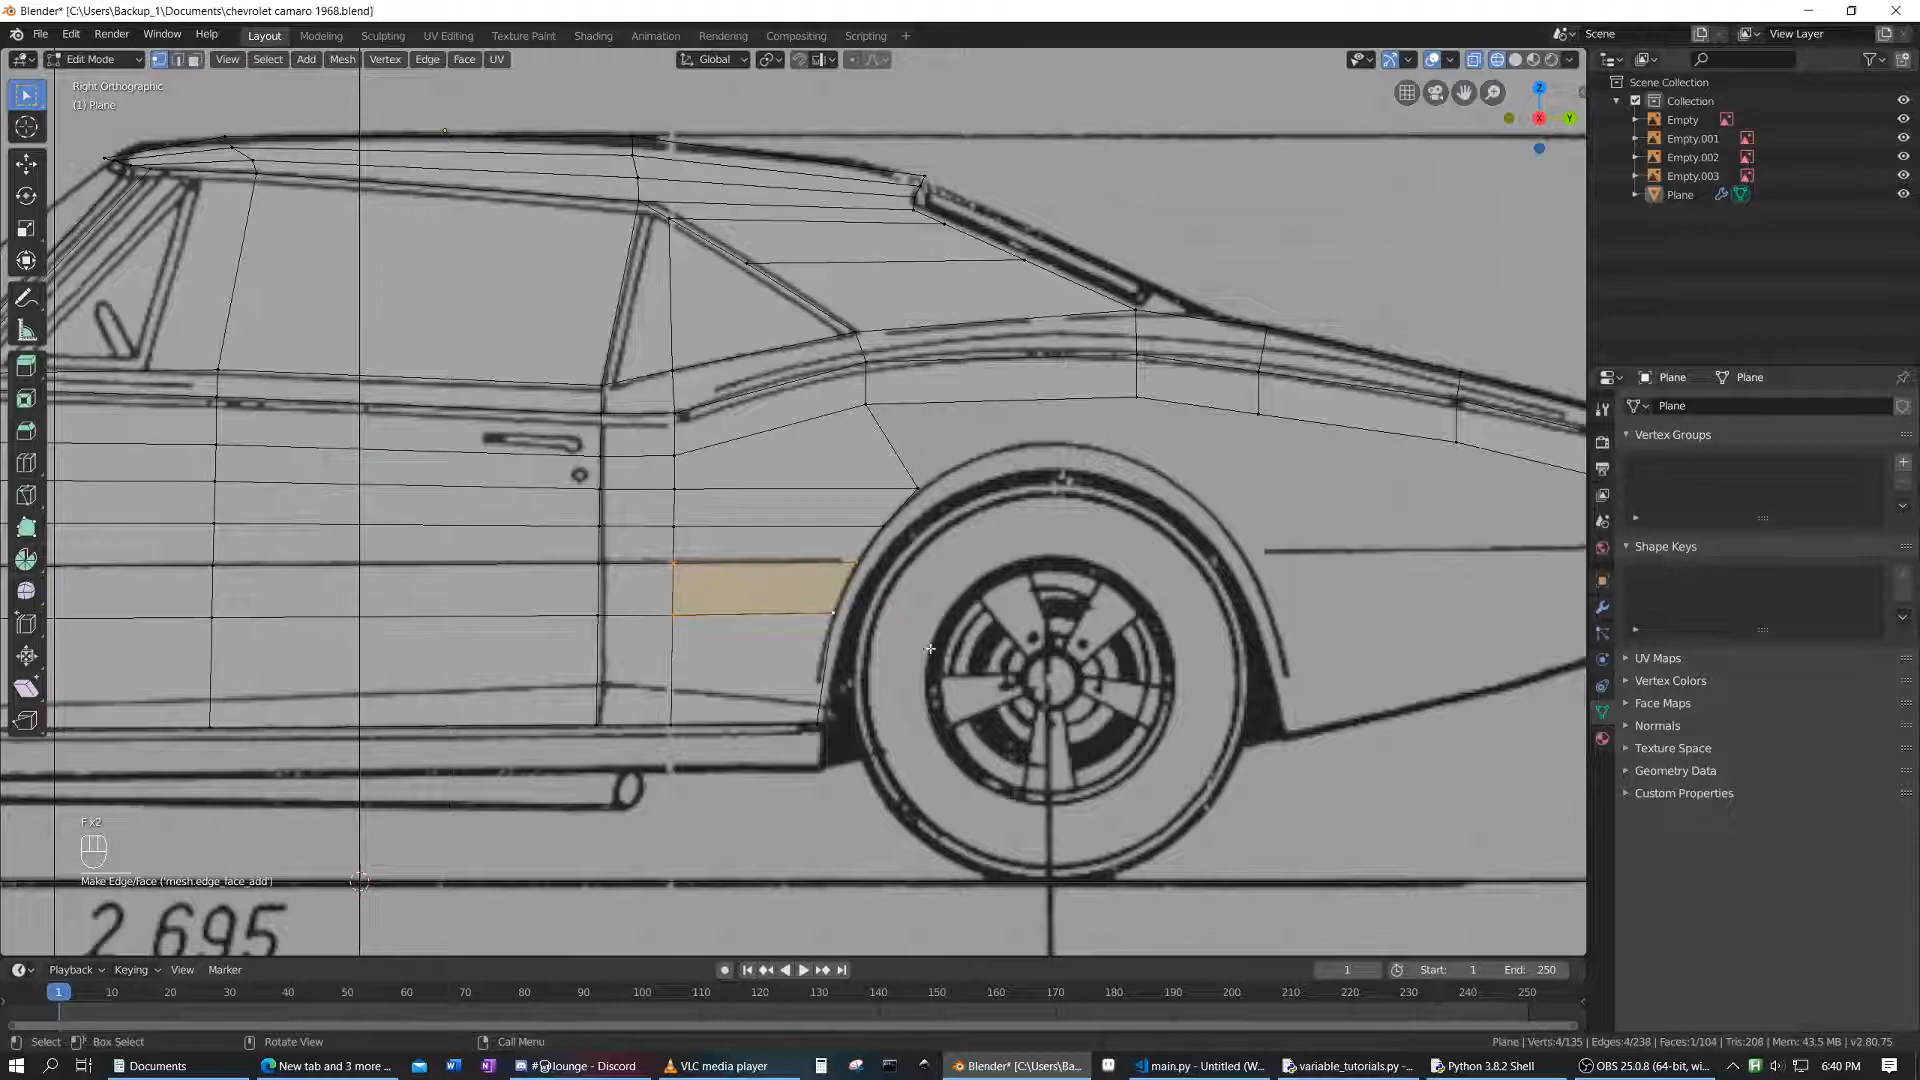 Blender* [C:\Users\Backup_1\Documents\chevrolet camaro 1968.blend]
File Edit Render Window Help Layout Modeling Sculpting UV Editing Texture Paint Shading Animation Rendering Compositing Scripting + Scene View Layer
Edit Mode View Select Add Mesh Vertex Edge Face UV Global
Right Orthographic
(1) Plane
Z
X
Y
Scene Collection
Collection
Empty
Empty.001
Empty.002
Empty.003
Plane
Plane Plane
Plane
Vertex Groups
Shape Keys
UV Maps
Vertex Colors
Face Maps
Normals
Texture Space
Geometry Data
Custom Properties
F x2
Make Edge/Face ('mesh.edge_face_add')
2 695
Playback Keying View Marker 1 Start: 1 End: 250
1 10 20 30 40 50 60 70 80 90 100 110 120 130 140 150 160 170 180 190 200 210 220 230 240 250
Select Box Select Rotate View Call Menu Plane | Verts:4/135 | Edges:4/238 | Faces:1/104 | Tris:206 | Mem: 43.5 MB | v2.80.75
Documents New tab and 3 more ... lounge - Discord VLC media player Blender* [C:\Users\Ba... main.py - Untitled (W... variable_tutorials.py -... Python 3.8.2 Shell OBS 25.0.8 (64-bit, wi... 6:40 PM